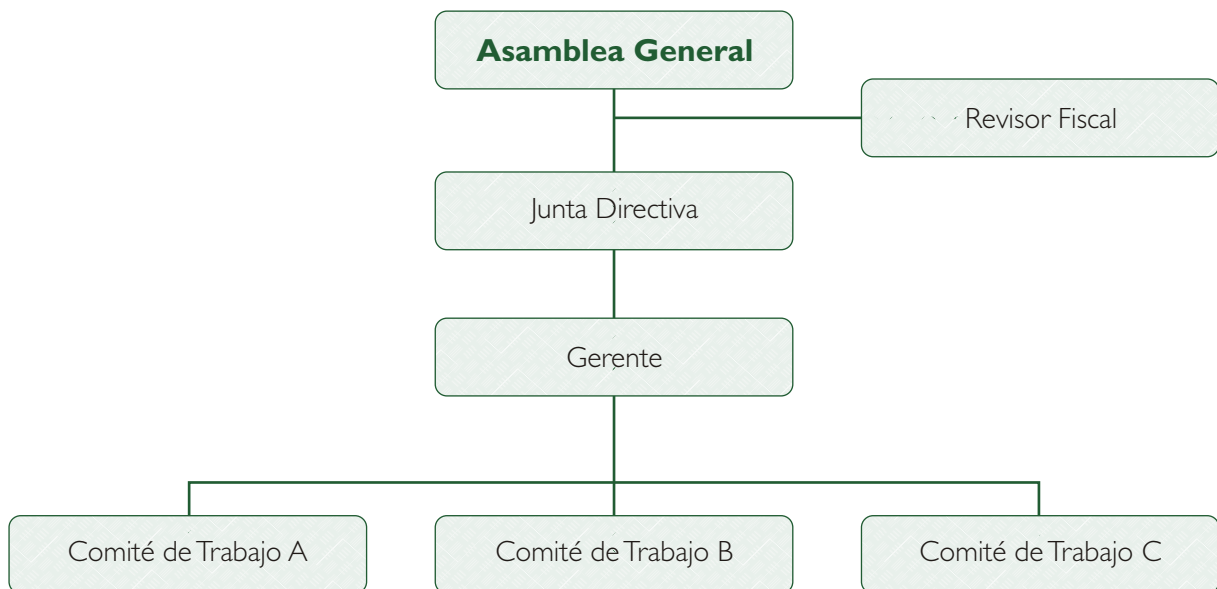 Asamblea General
Revisor Fiscal
Junta Directiva
Gerente
Comité de Trabajo A
Comité de Trabajo B
Comité de Trabajo C